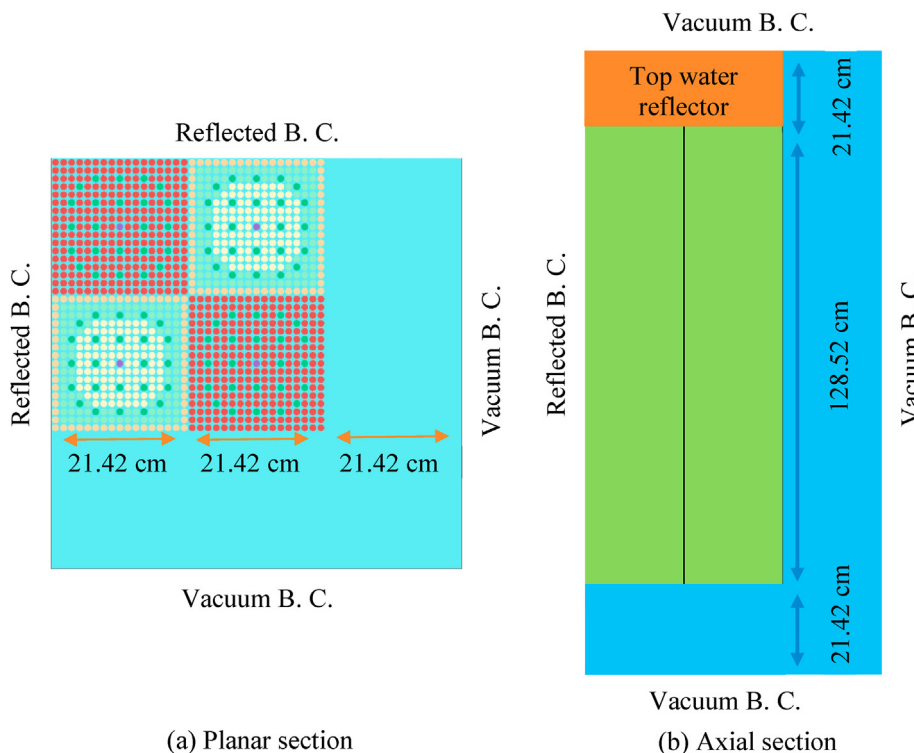 Reflected B. C.
Reflected B. C.
Vacuum B. C.
21.42 cm
21.42 cm
21.42 cm
Vacuum B. C.
(a) Planar section
Vacuum B. C.
Top water
reflector
21.42 cm
Reflected B. C.
128.52 cm
Vacuum B. C.
21.42 cm
Vacuum B. C.
(b) Axial section